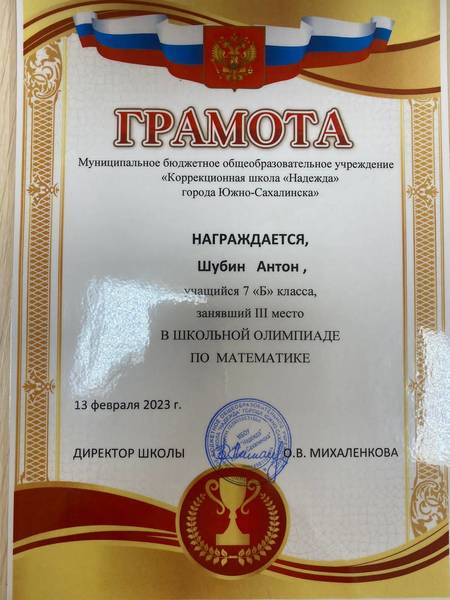 ГРАМОТА
Муниципальное бюджетное общеобразовательное учреждение
«Коррекционная школа «Надежда»
города Южно-Сахалинска»
НАГРАЖДАЕТСЯ,
Шубин Антон ,
учащийся 7 «Б» класса,
занявший III место
В ШКОЛЬНОЙ ОЛИМПИАДЕ
ПО МАТЕМАТИКЕ
13 февраля 2023 г.
ДИРЕКТОР ШКОЛЫ О.В. МИХАЛЕНКОВА